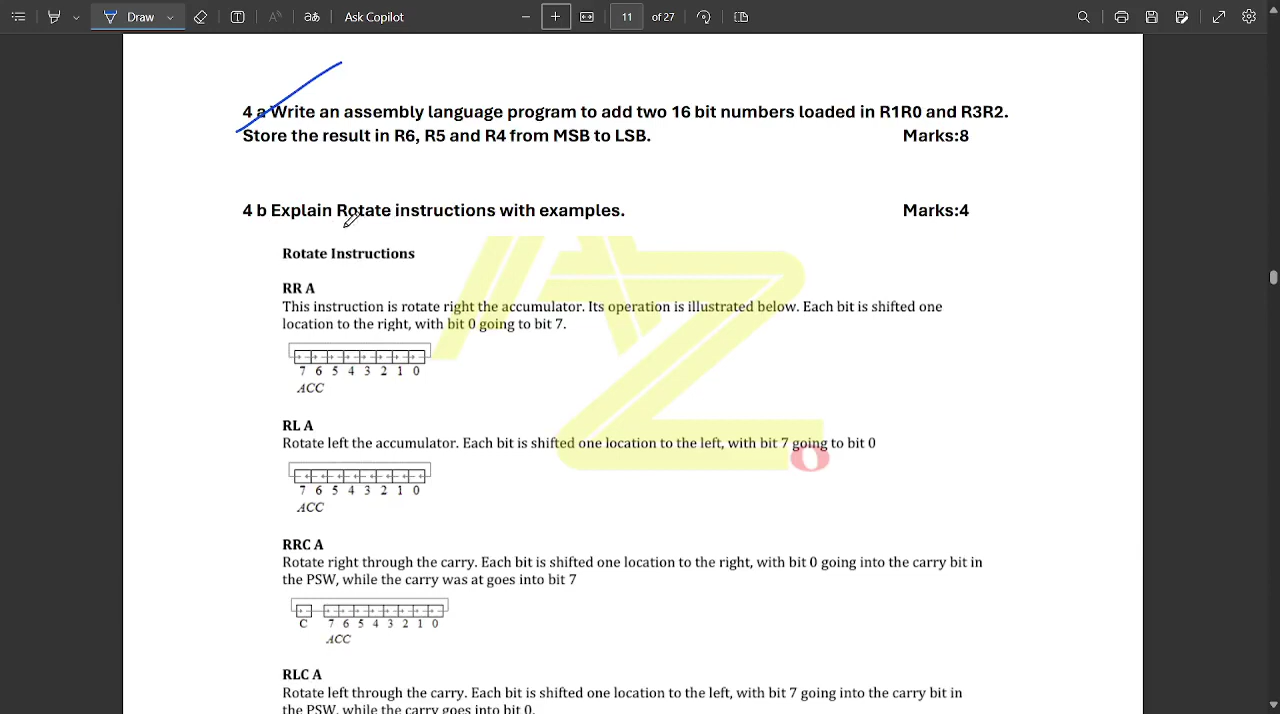 Draw
Ask Copilot
11 of 27
4 a Write an assembly language program to add two 16 bit numbers loaded in R1R0 and R3R2.
Store the result in R6, R5 and R4 from MSB to LSB. Marks:8
4 b Explain Rotate instructions with examples. Marks:4
Rotate Instructions
RR A
This instruction is rotate right the accumulator. Its operation is illustrated below. Each bit is shifted one
location to the right, with bit 0 going to bit 7.
7 6 5 4 3 2 1 0
ACC
RL A
Rotate left the accumulator. Each bit is shifted one location to the left, with bit 7 going to bit 0
7 6 5 4 3 2 1 0
ACC
RRC A
Rotate right through the carry. Each bit is shifted one location to the right, with bit 0 going into the carry bit in
the PSW, while the carry was at goes into bit 7
C 7 6 5 4 3 2 1 0
ACC
RLC A
Rotate left through the carry. Each bit is shifted one location to the left, with bit 7 going into the carry bit in
the PSW, while the carry goes into bit 0.